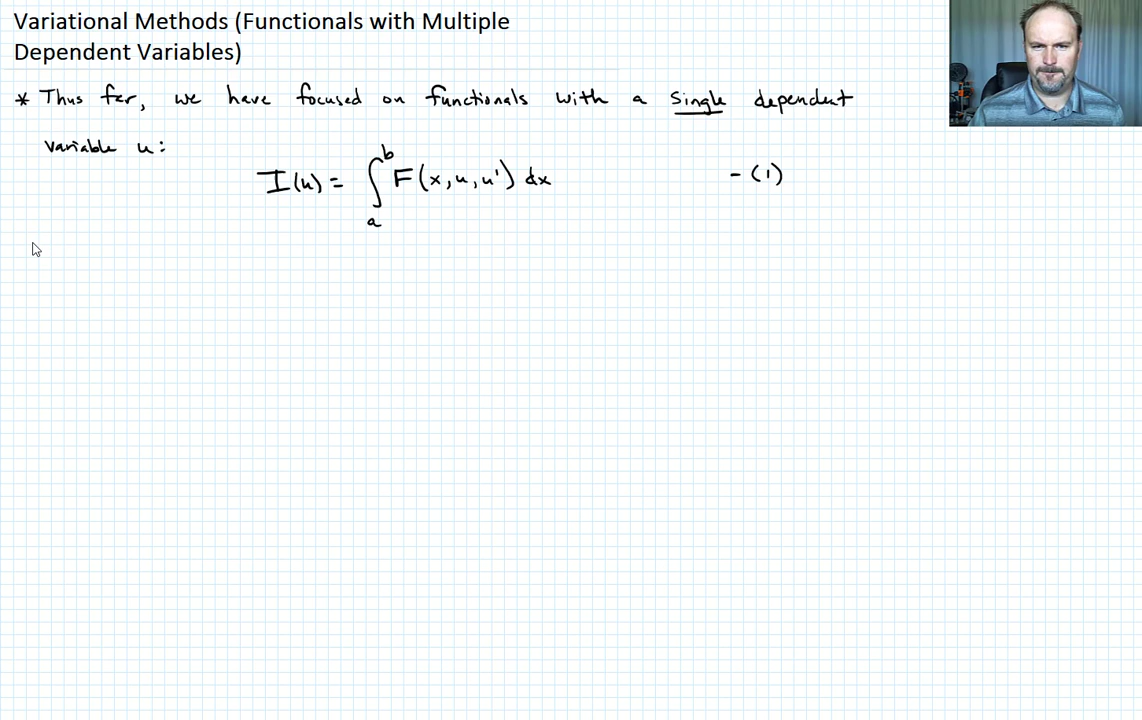 Variational Methods (Functionals with Multiple
Dependent Variables)
* Thus far, we have focused on functionals with a single dependent
variable u:
I(u) = ∫_a^b F(x, u, u') dx - (1)